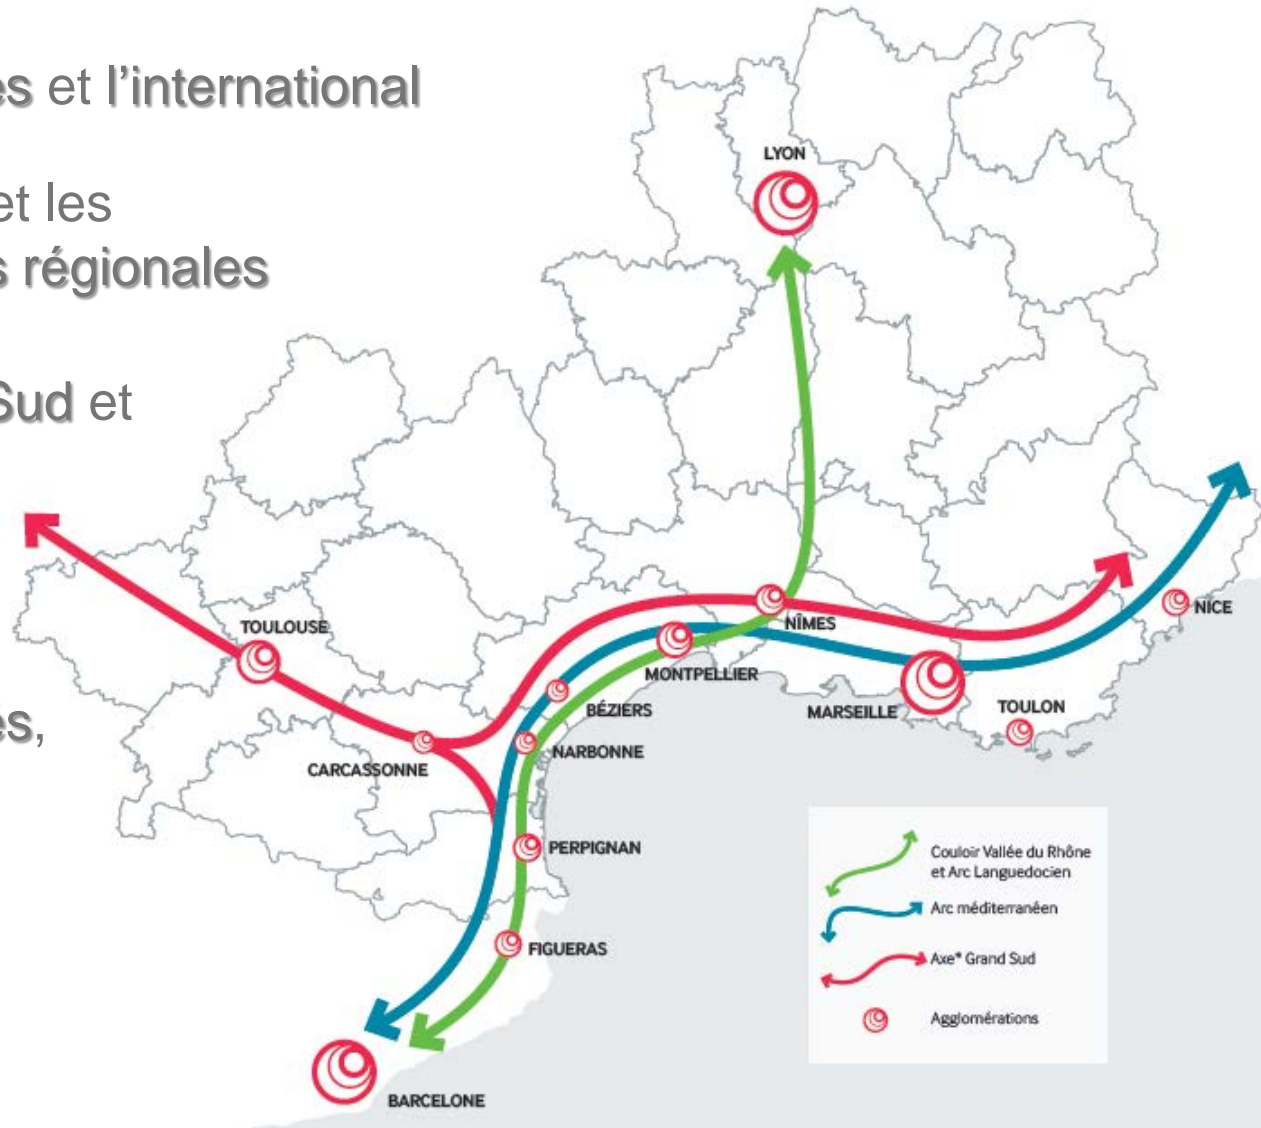 es et l’international
et les
s régionales
Sud et
és,
LYON
TOULOUSE
NÎMES
NICE
MONTPELLIER
BÉZIERS
MARSEILLE
TOULON
CARCASSONNE
NARBONNE
PERPIGNAN
FIGUERAS
BARCELONE
Couloir Vallée du Rhône
et Arc Languedocien
Arc méditerranéen
Axe* Grand Sud
Agglomérations